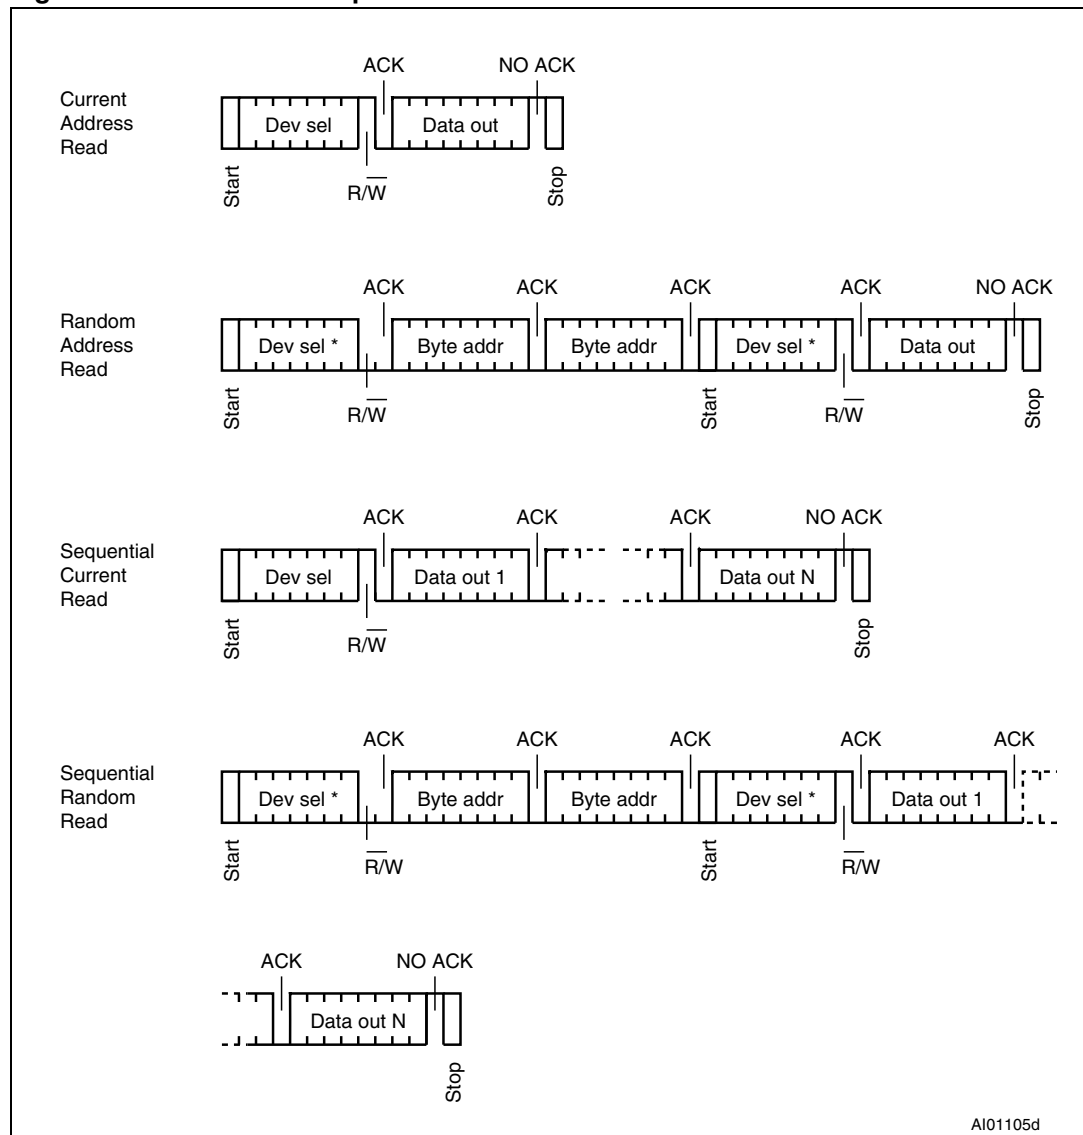 ACK NO ACK
Current
Address
Read
Dev sel Data out
Start R/W Stop
ACK ACK ACK ACK NO ACK
Random
Address
Read
Dev sel * Byte addr Byte addr Dev sel * Data out
Start R/W Start R/W Stop
ACK ACK ACK NO ACK
Sequential
Current
Read
Dev sel Data out 1 Data out N
Start R/W Stop
ACK ACK ACK ACK ACK
Sequential
Random
Read
Dev sel * Byte addr Byte addr Dev sel * Data out 1
Start R/W Start R/W
ACK NO ACK
Data out N
Stop
AI01105d